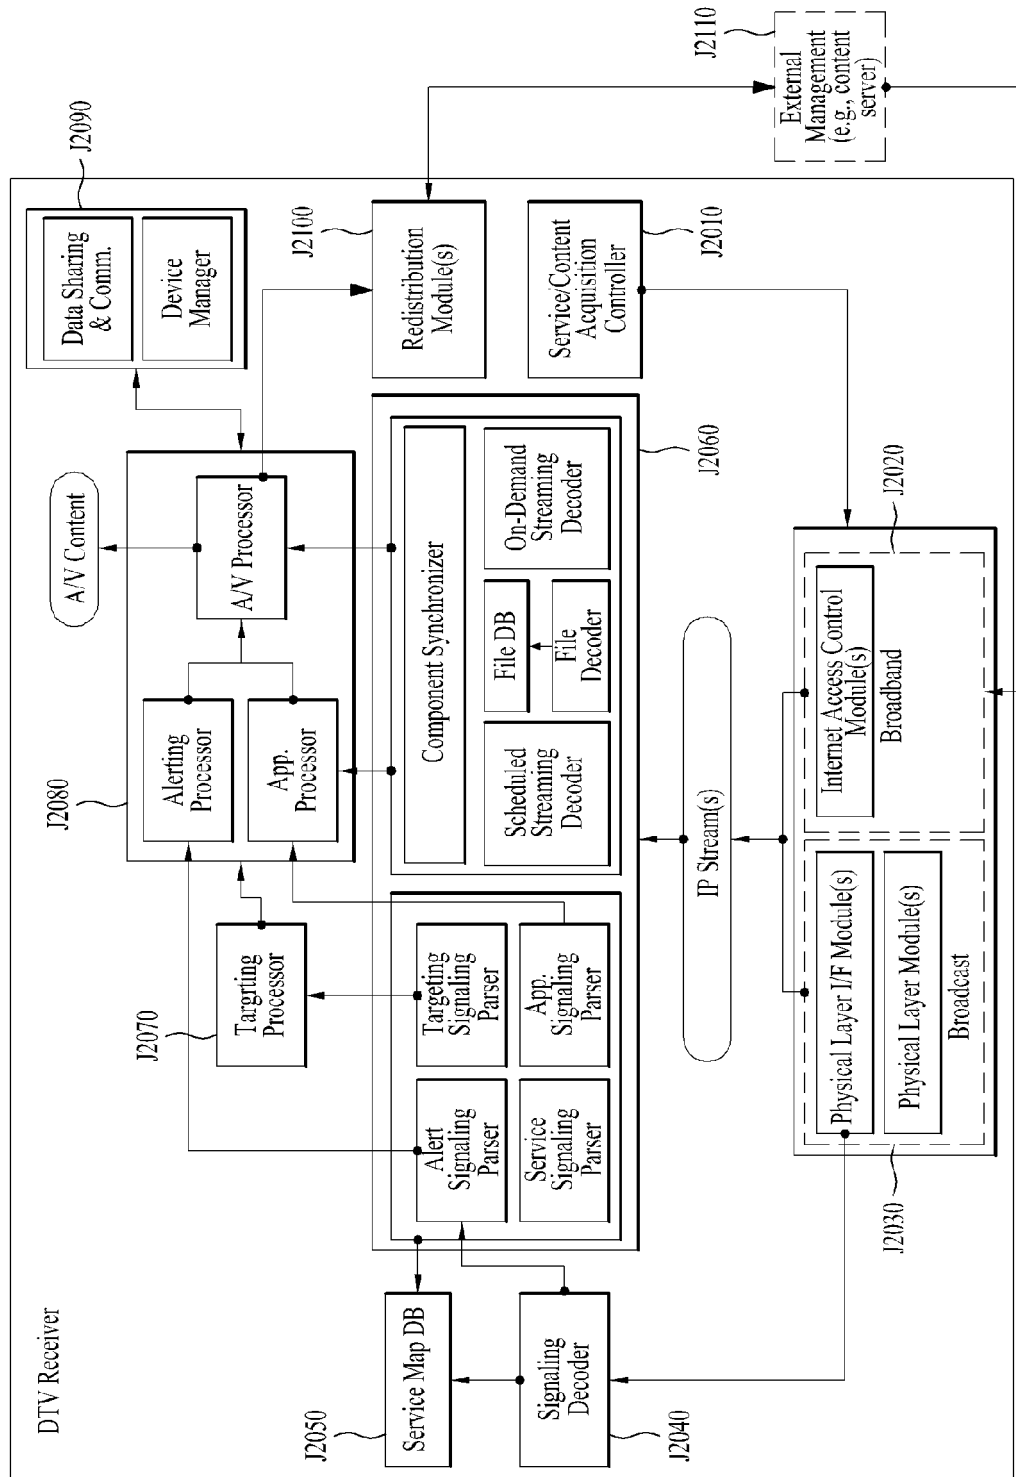 DTV Receiver
J2050
Service Map DB
J2040
Signaling
Decoder
J2070
Targrting
Processor
Alert
Signaling
Parser
Targeting
Signaling
Parser
Service
Signaling
Parser
App.
Signaling
Parser
J2080
Alerting
Processor
App.
Processor
A/V Processor
A/V Content
J2090
Data Sharing
& Comm.
Device
Manager
Component Synchronizer
Scheduled
Streaming
Decoder
File DB
File
Decoder
On-Demand
Streaming
Decoder
J2060
J2100
Redistribution
Module(s)
J2010
Service/Content
Acquisition
Controller
IP Stream(s)
J2030
Physical Layer I/F Module(s)
Physical Layer Module(s)
Broadcast
J2020
Internet Access Control
Module(s)
Broadband
J2110
External
Management
(e.g., content
server)